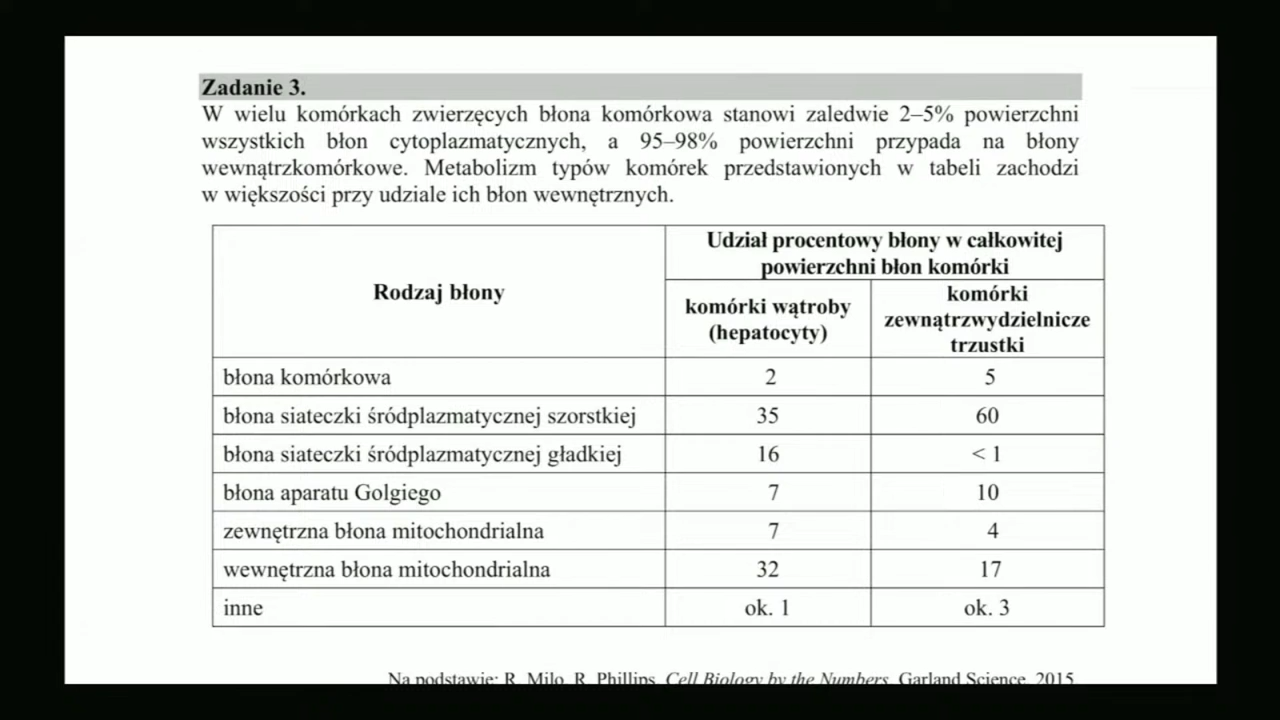 Zadanie 3.
W wielu komórkach zwierzęcych błona komórkowa stanowi zaledwie 2–5% powierzchni
wszystkich błon cytoplazmatycznych, a 95–98% powierzchni przypada na błony
wewnątrzkomórkowe. Metabolizm typów komórek przedstawionych w tabeli zachodzi
w większości przy udziale ich błon wewnętrznych.
Rodzaj błony
Udział procentowy błony w całkowitej
powierzchni błon komórki
komórki wątroby
(hepatocyty)
komórki
zewnątrzwydzielnicze
trzustki
błona komórkowa 2 5
błona siateczki śródplazmatycznej szorstkiej 35 60
błona siateczki śródplazmatycznej gładkiej 16 < 1
błona aparatu Golgiego 7 10
zewnętrzna błona mitochondrialna 7 4
wewnętrzna błona mitochondrialna 32 17
inne ok. 1 ok. 3
Na podstawie: R. Milo, R. Phillips, Cell Biology by the Numbers, Garland Science, 2015